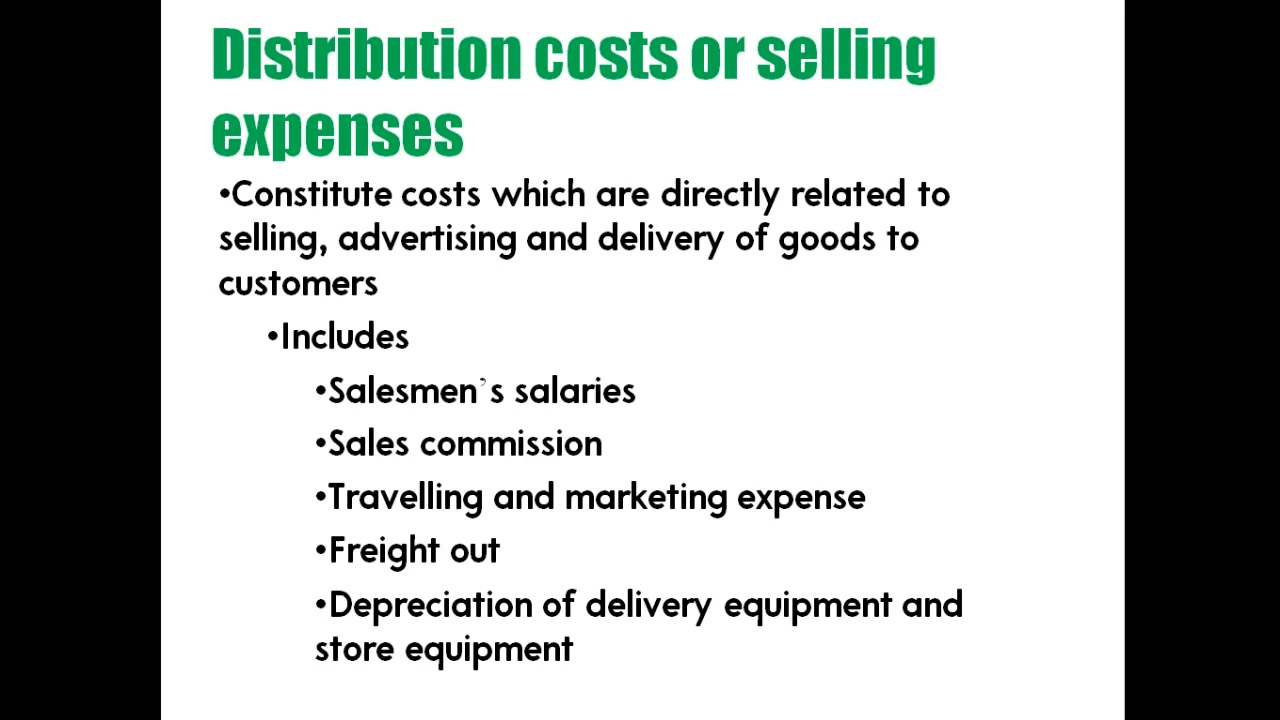 Distribution costs or selling
expenses
•Constitute costs which are directly related to
selling, advertising and delivery of goods to
customers
•Includes
•Salesmen’s salaries
•Sales commission
•Travelling and marketing expense
•Freight out
•Depreciation of delivery equipment and
store equipment